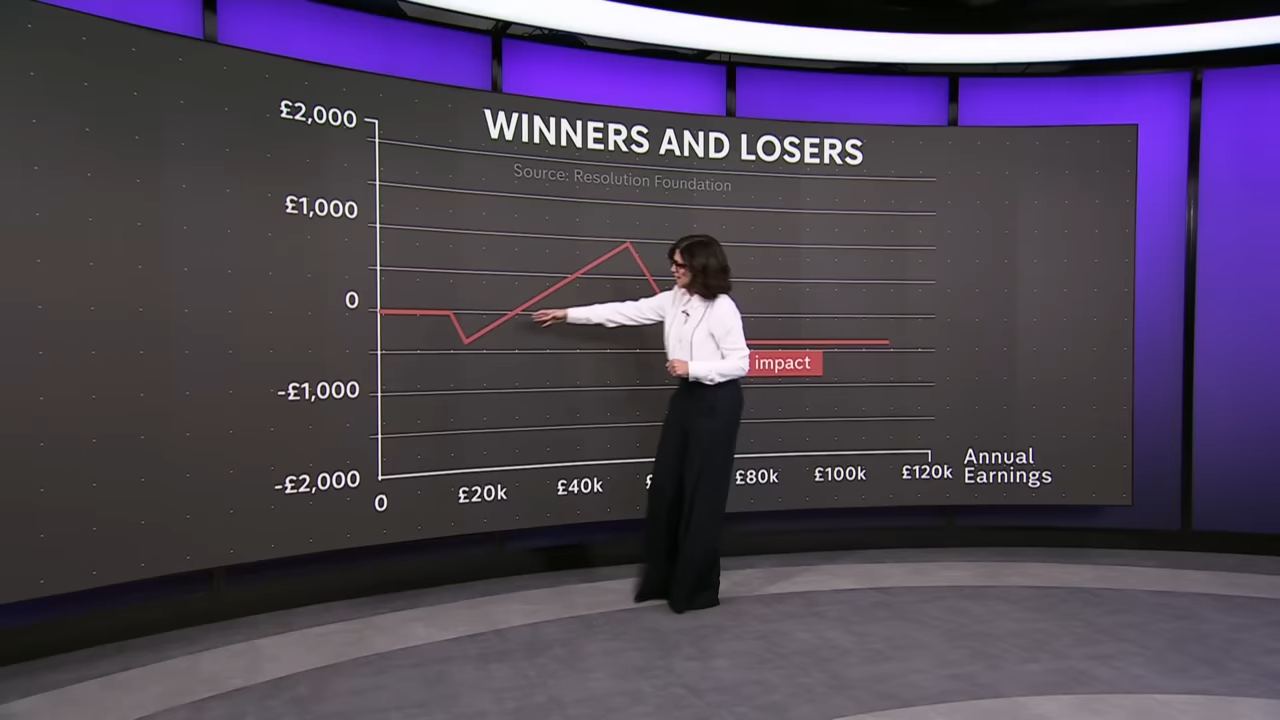 WINNERS AND LOSERS
Source: Resolution Foundation
£2,000
£1,000
0
-£1,000
-£2,000
impact
0
£20k
£40k
£80k
£100k
£120k
Annual
Earnings